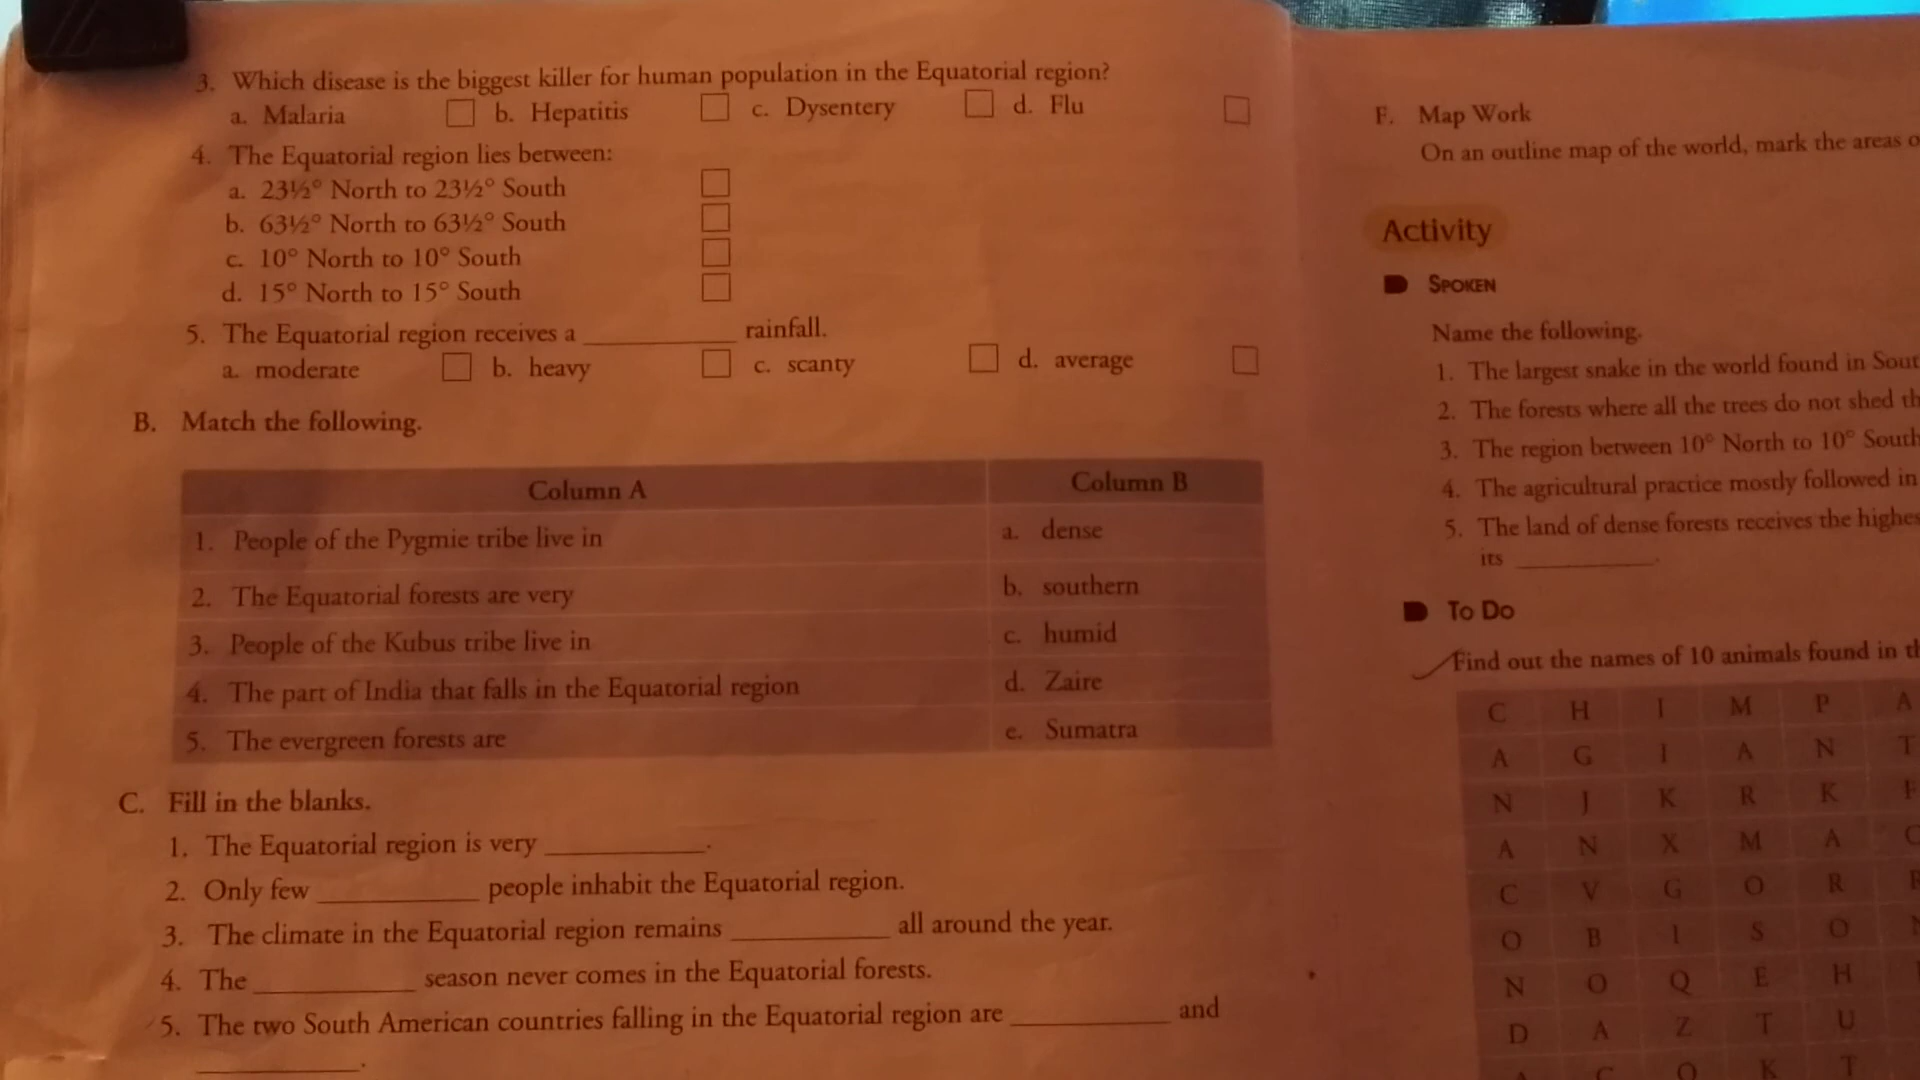 3. Which disease is the biggest killer for human population in the Equatorial region?
a. Malaria b. Hepatitis c. Dysentery d. Flu
4. The Equatorial region lies between:
a. 23½° North to 23½° South
b. 63½° North to 63½° South
c. 10° North to 10° South
d. 15° North to 15° South
5. The Equatorial region receives a __________ rainfall.
a. moderate b. heavy c. scanty d. average
B. Match the following.
Column A Column B
1. People of the Pygmie tribe live in a. dense
2. The Equatorial forests are very b. southern
3. People of the Kubus tribe live in c. humid
4. The part of India that falls in the Equatorial region d. Zaire
5. The evergreen forests are e. Sumatra
C. Fill in the blanks.
1. The Equatorial region is very __________.
2. Only few __________ people inhabit the Equatorial region.
3. The climate in the Equatorial region remains __________ all around the year.
4. The __________ season never comes in the Equatorial forests.
5. The two South American countries falling in the Equatorial region are __________ and
__________.
F. Map Work
On an outline map of the world, mark the areas
Activity
SPOKEN
Name the following.
1. The largest snake in the world found in
2. The forests where all the trees do not shed
3. The region between 10° North to 10° South
4. The agricultural practice mostly followed in
5. The land of dense forests receives the
its __________.
To Do
Find out the names of 10 animals found in
C H I M P A
A G I A N T
N J K R K
A N X M A
C V G O R
O B I S O
N O Q E H
D A Z T U